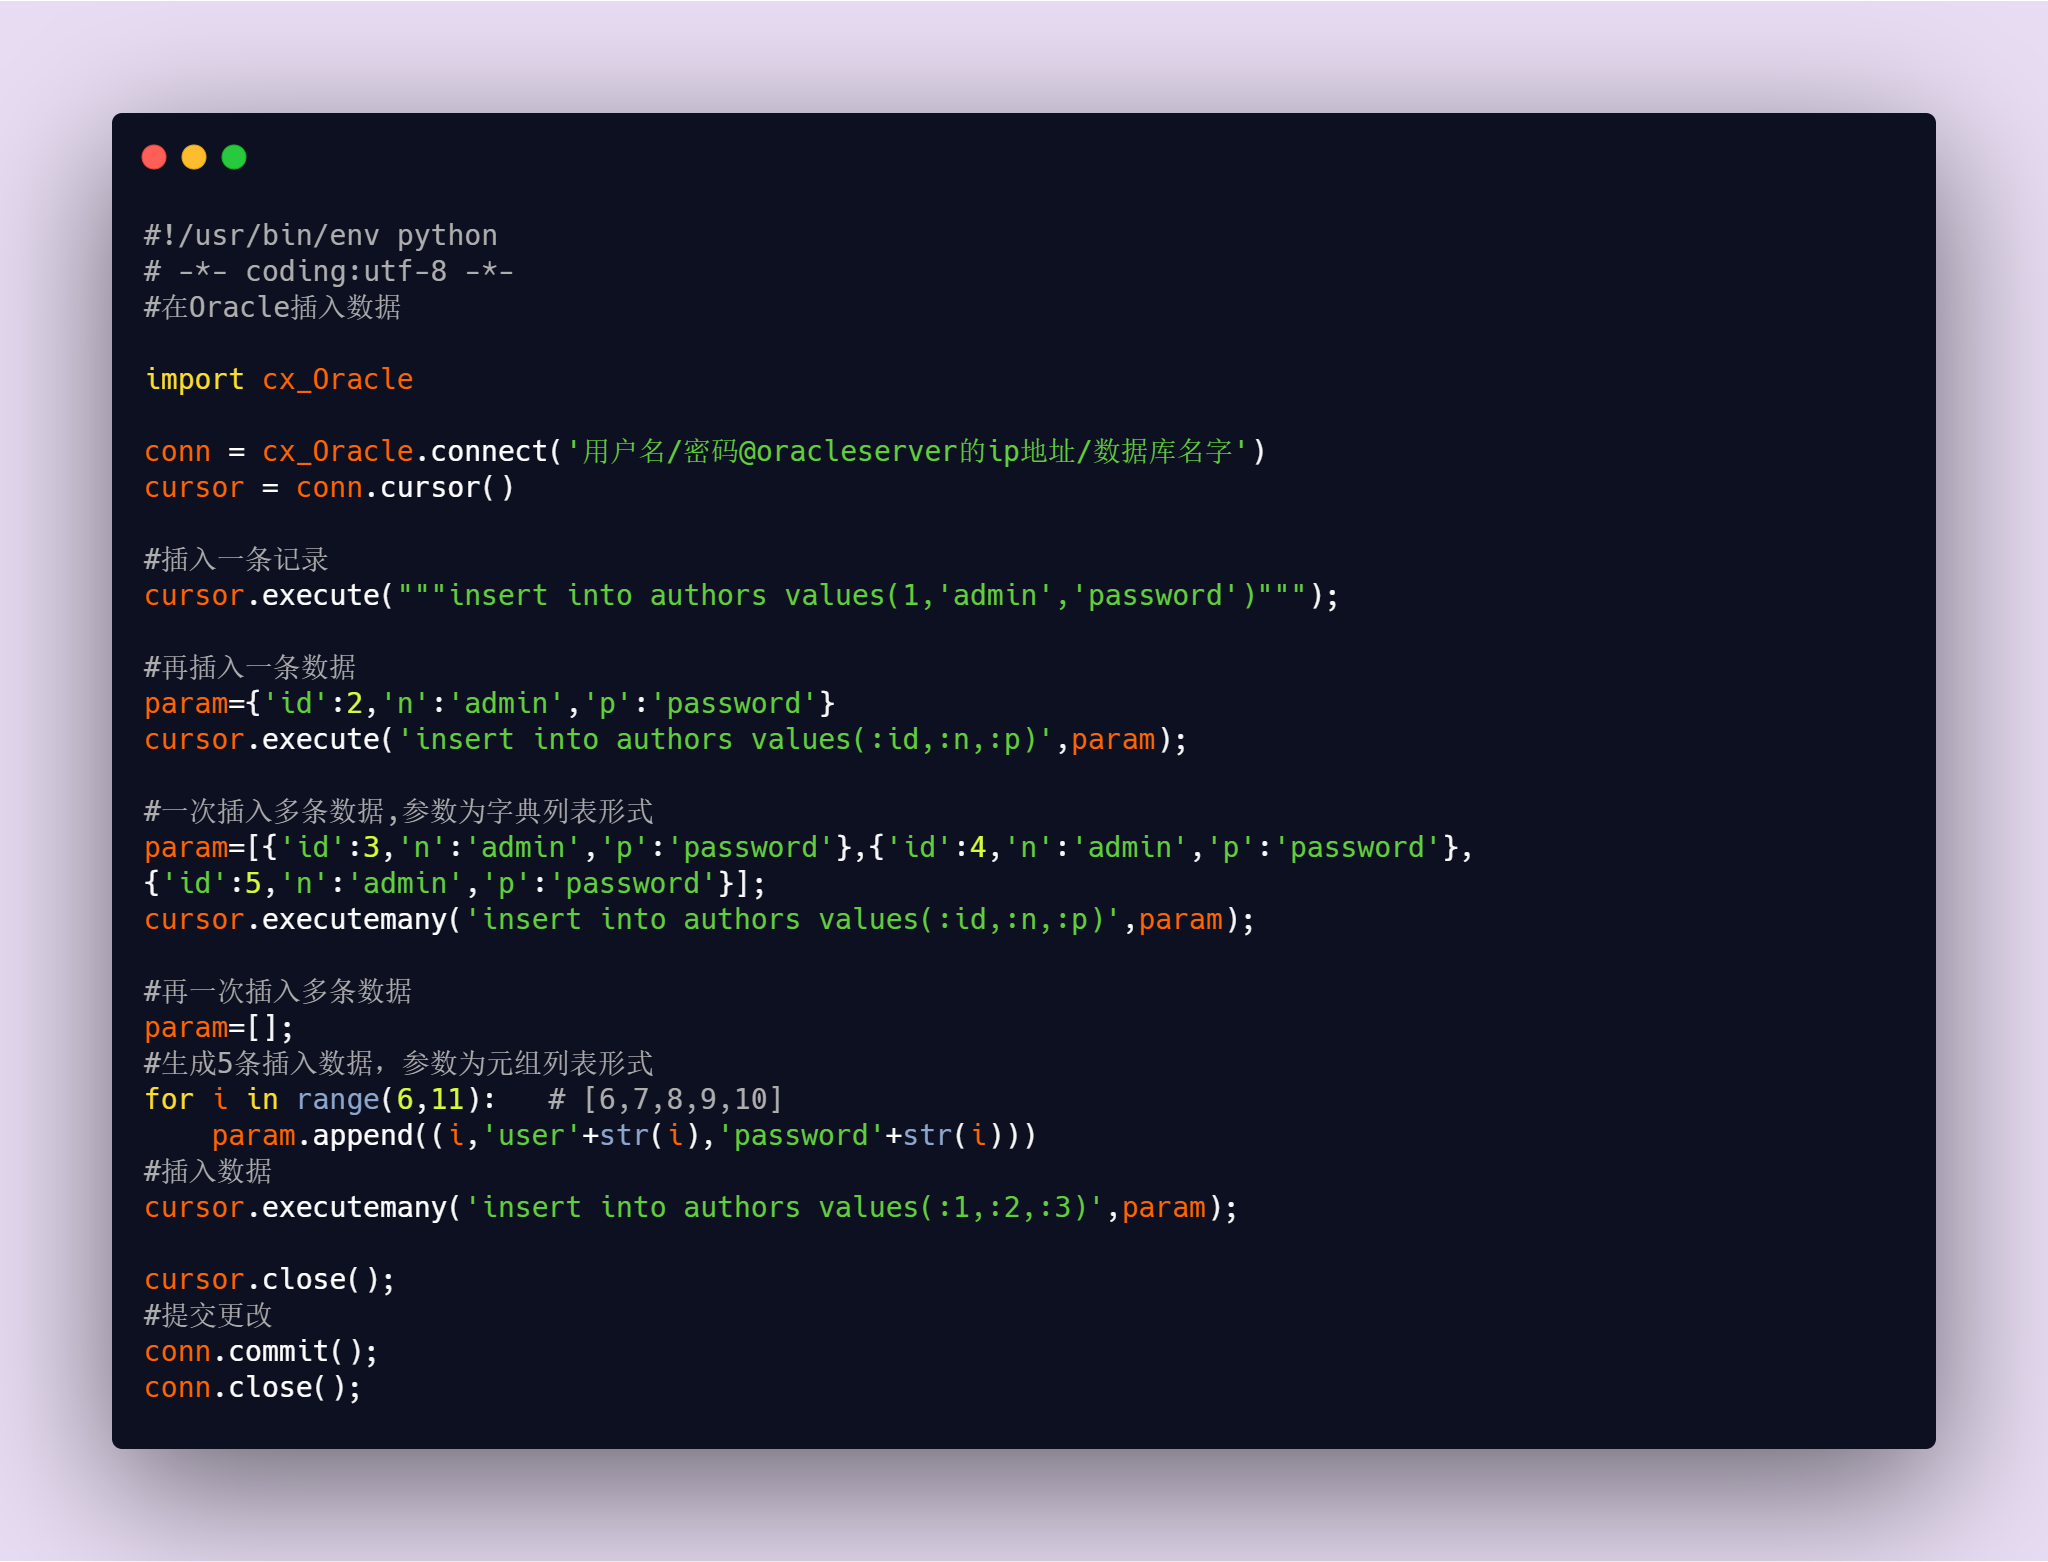 #!/usr/bin/env python
# -*- coding:utf-8 -*-
#在Oracle插入数据
import cx_Oracle
conn = cx_Oracle.connect('用户名/密码@oracleserver的ip地址/数据库名字')
cursor = conn.cursor()
#插入一条记录
cursor.execute("""insert into authors values(1,'admin','password')""");
#再插入一条数据
param={'id':2,'n':'admin','p':'password'}
cursor.execute('insert into authors values(:id,:n,:p)',param);
#一次插入多条数据,参数为字典列表形式
param=[{'id':3,'n':'admin','p':'password'},{'id':4,'n':'admin','p':'password'},
{'id':5,'n':'admin','p':'password'}];
cursor.executemany('insert into authors values(:id,:n,:p)',param);
#再一次插入多条数据
param=[];
#生成5条插入数据，参数为元组列表形式
for i in range(6,11):   # [6,7,8,9,10]
    param.append((i,'user'+str(i),'password'+str(i)))
#插入数据
cursor.executemany('insert into authors values(:1,:2,:3)',param);
cursor.close();
#提交更改
conn.commit();
conn.close();